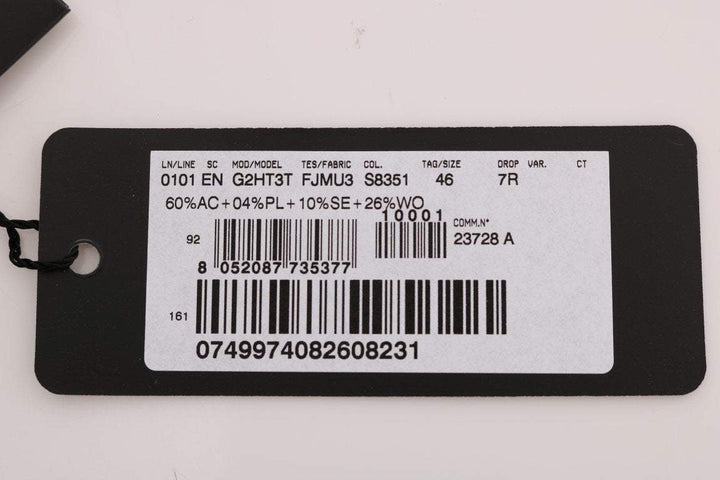 LN/LINE SC MOD/MODEL TES/FABRIC COL. TAG/SIZE DROP VAR. CT
0101 EN G2HT3T FJMU3 S8351 46 7R
60%AC+04%PL+10%SE+26%WO
10001
COMM.N°
92 23728 A
8 052087 735377
161
0749974082608231